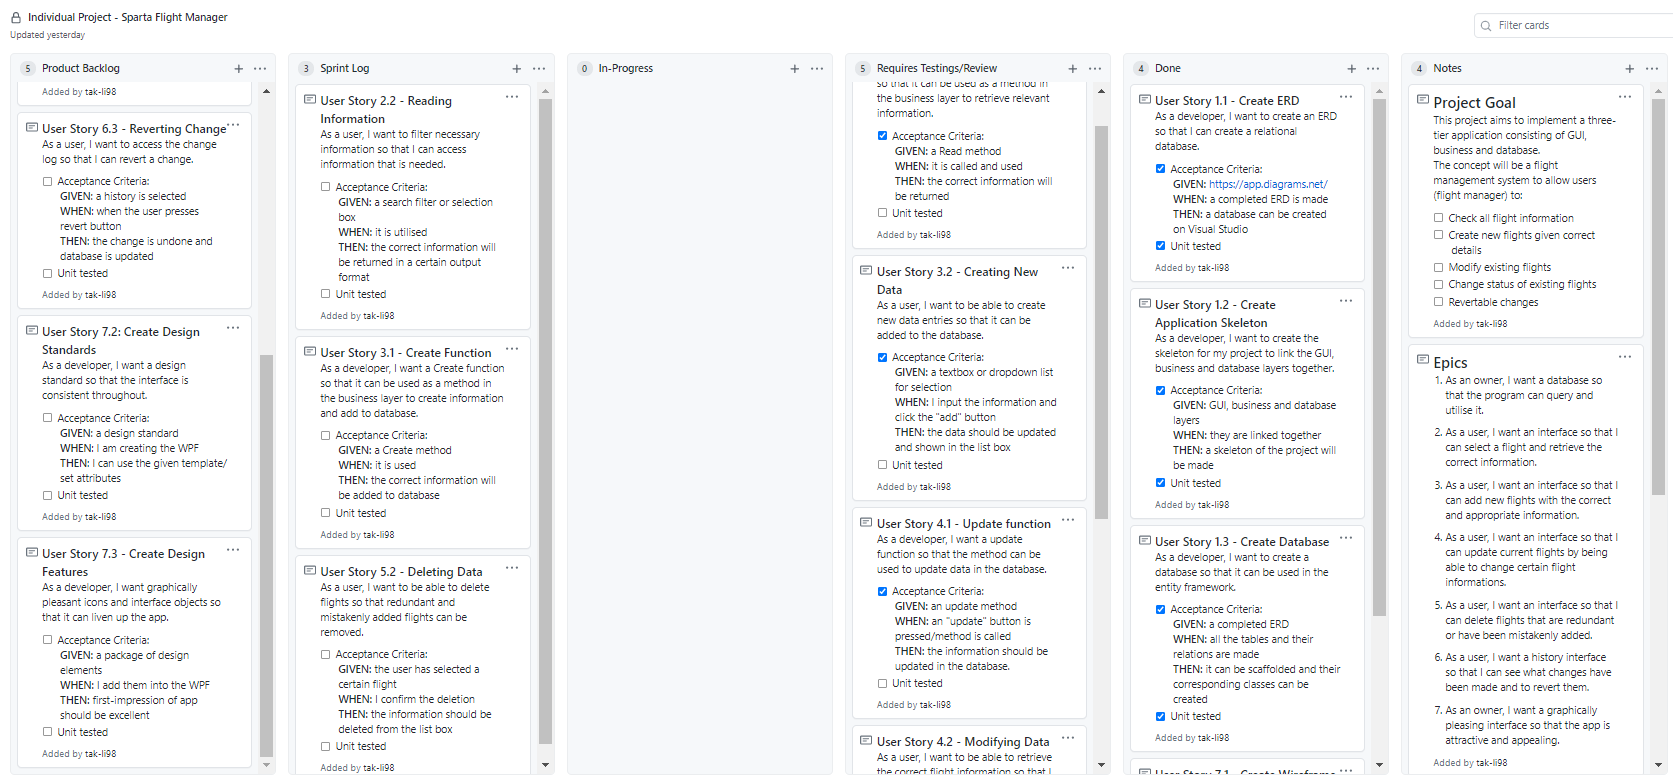 Individual Project - Sparta Flight Manager
Updated yesterday
Filter cards
5 Product Backlog
Added by tak-li98
User Story 6.3 - Reverting Change
As a user, I want to access the change
log so that I can revert a change.
Acceptance Criteria:
GIVEN: a history is selected
WHEN: when the user presses
revert button
THEN: the change is undone and
database is updated
Unit tested
Added by tak-li98
User Story 7.2: Create Design
Standards
As a developer, I want a design
standard so that the interface is
consistent throughout.
Acceptance Criteria:
GIVEN: a design standard
WHEN: I am creating the WPF
THEN: I can use the given template/
set attributes
Unit tested
Added by tak-li98
User Story 7.3 - Create Design
Features
As a developer, I want graphically
pleasant icons and interface objects so
that it can liven up the app.
Acceptance Criteria:
GIVEN: a package of design
elements
WHEN: I add them into the WPF
THEN: first-impression of app
should be excellent
Unit tested
Added by tak-li98
3 Sprint Log
User Story 2.2 - Reading
Information
As a user, I want to filter necessary
information so that I can access
information that is needed.
Acceptance Criteria:
GIVEN: a search filter or selection
box
WHEN: it is utilised
THEN: the correct information will
be returned in a certain output
format
Unit tested
Added by tak-li98
User Story 3.1 - Create Function
As a developer, I want a Create function
so that it can be used as a method in
the business layer to create information
and add to database.
Acceptance Criteria:
GIVEN: a Create method
WHEN: it is used
THEN: the correct information will
be added to database
Unit tested
Added by tak-li98
User Story 5.2 - Deleting Data
As a user, I want to be able to delete
flights so that redundant and
mistakenly added flights can be
removed.
Acceptance Criteria:
GIVEN: the user has selected a
certain flight
WHEN: I confirm the deletion
THEN: the information should be
deleted from the list box
Unit tested
0 In-Progress
5 Requires Testings/Review
so that it can be used as a method in
the business layer to retrieve relevant
information.
Acceptance Criteria:
GIVEN: a Read method
WHEN: it is called and used
THEN: the correct information will
be returned
Unit tested
Added by tak-li98
User Story 3.2 - Creating New
Data
As a user, I want to be able to create
new data entries so that it can be
added to the database.
Acceptance Criteria:
GIVEN: a textbox or dropdown list
for selection
WHEN: I input the information and
click the "add" button
THEN: the data should be updated
and shown in the list box
Unit tested
Added by tak-li98
User Story 4.1 - Update function
As a developer, I want a update
function so that the method can be
used to update data in the database.
Acceptance Criteria:
GIVEN: an update method
WHEN: an "update" button is
pressed/method is called
THEN: the information should be
updated in the database.
Unit tested
Added by tak-li98
User Story 4.2 - Modifying Data
As a user, I want to be able to retrieve
the correct flight information so that I
4 Done
User Story 1.1 - Create ERD
As a developer, I want to create an ERD
so that I can create a relational
database.
Acceptance Criteria:
GIVEN: https://app.diagrams.net/
WHEN: a completed ERD is made
THEN: a database can be created
on Visual Studio
Unit tested
Added by tak-li98
User Story 1.2 - Create
Application Skeleton
As a developer, I want to create the
skeleton for my project to link the GUI,
business and database layers together.
Acceptance Criteria:
GIVEN: GUI, business and database
layers
WHEN: they are linked together
THEN: a skeleton of the project will
be made
Unit tested
Added by tak-li98
User Story 1.3 - Create Database
As a developer, I want to create a
database so that it can be used in the
entity framework.
Acceptance Criteria:
GIVEN: a completed ERD
WHEN: all the tables and their
relations are made
THEN: it can be scaffolded and their
corresponding classes can be
created
Unit tested
Added by tak-li98
User Story 7.1 - Create Wireframe
4 Notes
Project Goal
This project aims to implement a three-
tier application consisting of GUI,
business and database.
The concept will be a flight
management system to allow users
(flight manager) to:
Check all flight information
Create new flights given correct
details
Modify existing flights
Change status of existing flights
Revertable changes
Added by tak-li98
Epics
1. As an owner, I want a database so
that the program can query and
utilise it.
2. As a user, I want an interface so that I
can select a flight and retrieve the
correct information.
3. As a user, I want an interface so that I
can add new flights with the correct
and appropriate information.
4. As a user, I want an interface so that I
can update current flights by being
able to change certain flight
informations.
5. As a user, I want an interface so that I
can delete flights that are redundant
or have been mistakenly added.
6. As a user, I want a history interface
so that I can see what changes have
been made and to revert them.
7. As an owner, I want a graphically
pleasing interface so that the app is
attractive and appealing.
Added by tak-li98